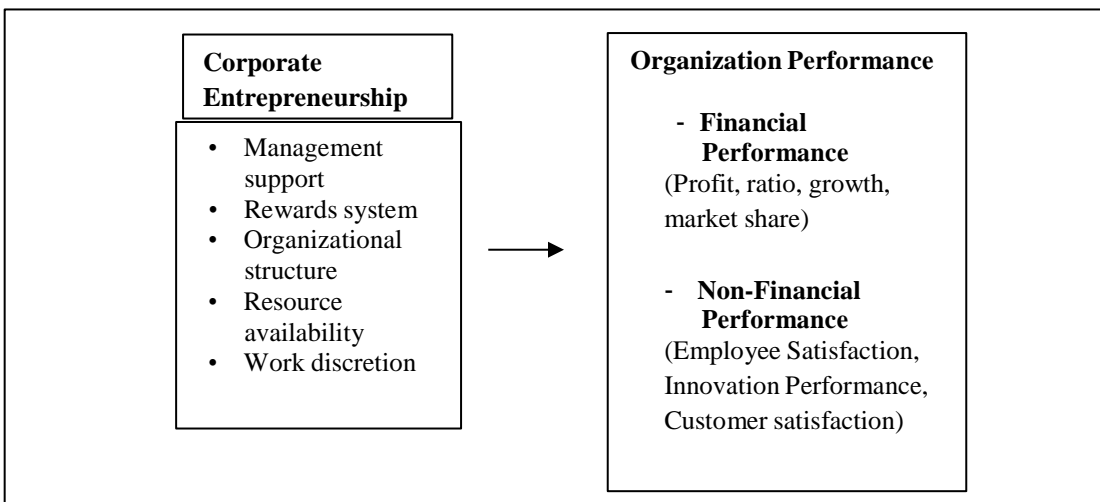 Corporate
Entrepreneurship
• Management
support
• Rewards system
• Organizational
structure
• Resource
availability
• Work discretion
Organization Performance
- Financial
Performance
(Profit, ratio, growth,
market share)
- Non-Financial
Performance
(Employee Satisfaction,
Innovation Performance,
Customer satisfaction)